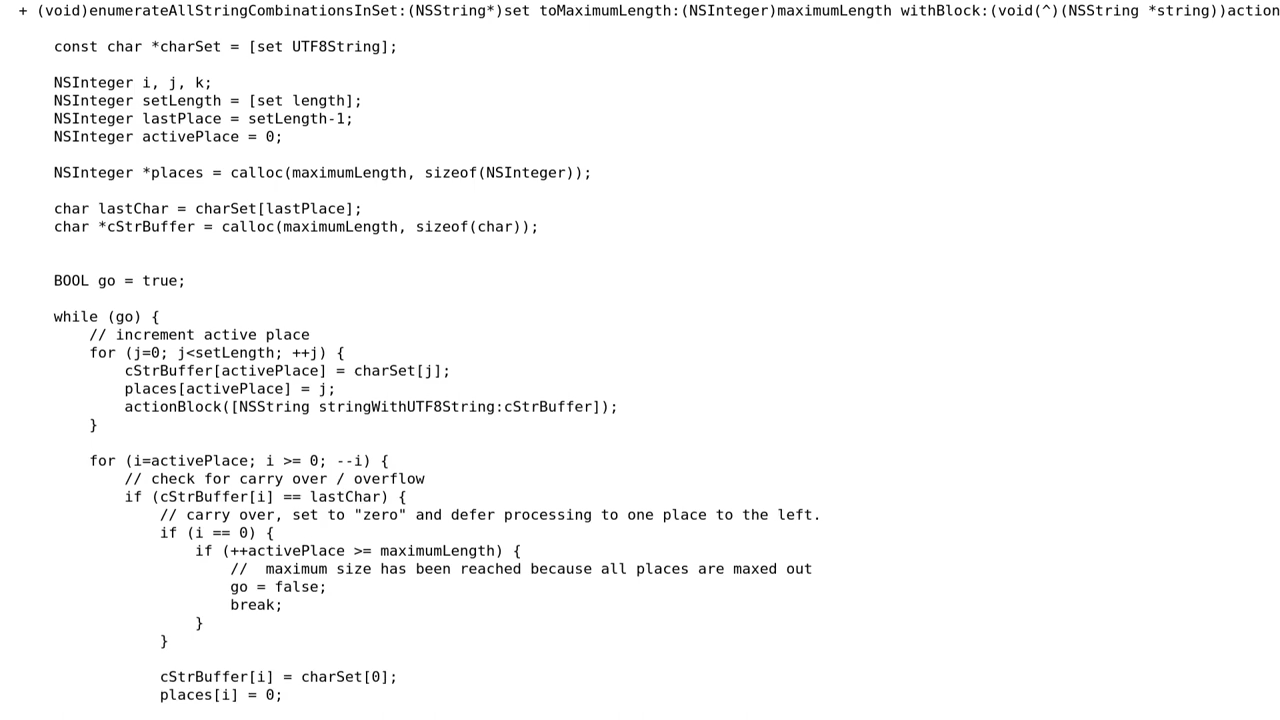 + (void)enumerateAllStringCombinationsInSet:(NSString*)set toMaximumLength:(NSInteger)maximumLength withBlock:(void(^)(NSString *string))action
    const char *charSet = [set UTF8String];
    NSInteger i, j, k;
    NSInteger setLength = [set length];
    NSInteger lastPlace = setLength-1;
    NSInteger activePlace = 0;
    NSInteger *places = calloc(maximumLength, sizeof(NSInteger));
    char lastChar = charSet[lastPlace];
    char *cStrBuffer = calloc(maximumLength, sizeof(char));
    BOOL go = true;
    while (go) {
        // increment active place
        for (j=0; j<setLength; ++j) {
            cStrBuffer[activePlace] = charSet[j];
            places[activePlace] = j;
            actionBlock([NSString stringWithUTF8String:cStrBuffer]);
        }
        for (i=activePlace; i >= 0; --i) {
            // check for carry over / overflow
            if (cStrBuffer[i] == lastChar) {
                // carry over, set to "zero" and defer processing to one place to the left.
                if (i == 0) {
                    if (++activePlace >= maximumLength) {
                        //  maximum size has been reached because all places are maxed out
                        go = false;
                        break;
                    }
                }
                cStrBuffer[i] = charSet[0];
                places[i] = 0;